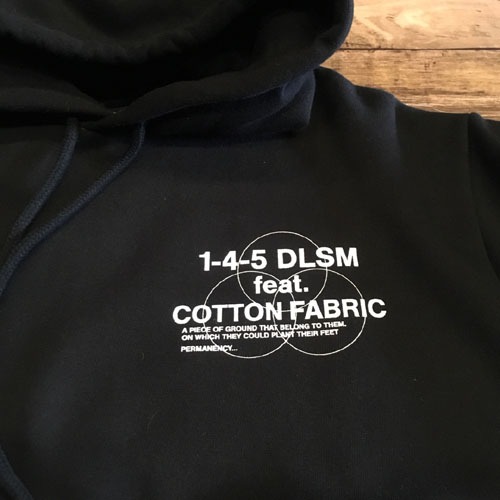 1-4-5 DLSM
feat.
COTTON FABRIC
A PIECE OF GROUND THAT BELONG TO THEM.
ON WHICH THEY COULD PLANT THEIR FEET
PERMANENCY...